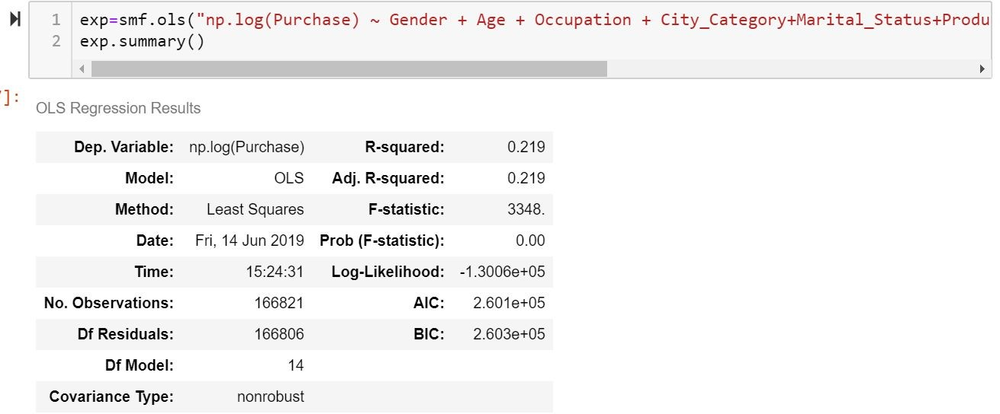 1 exp=smf.ols("np.log(Purchase) ~ Gender + Age + Occupation + City_Category+Marital_Status+Produ
2 exp.summary()
]:
OLS Regression Results
Dep. Variable: np.log(Purchase) R-squared: 0.219
Model: OLS Adj. R-squared: 0.219
Method: Least Squares F-statistic: 3348.
Date: Fri, 14 Jun 2019 Prob (F-statistic): 0.00
Time: 15:24:31 Log-Likelihood: -1.3006e+05
No. Observations: 166821 AIC: 2.601e+05
Df Residuals: 166806 BIC: 2.603e+05
Df Model: 14
Covariance Type: nonrobust